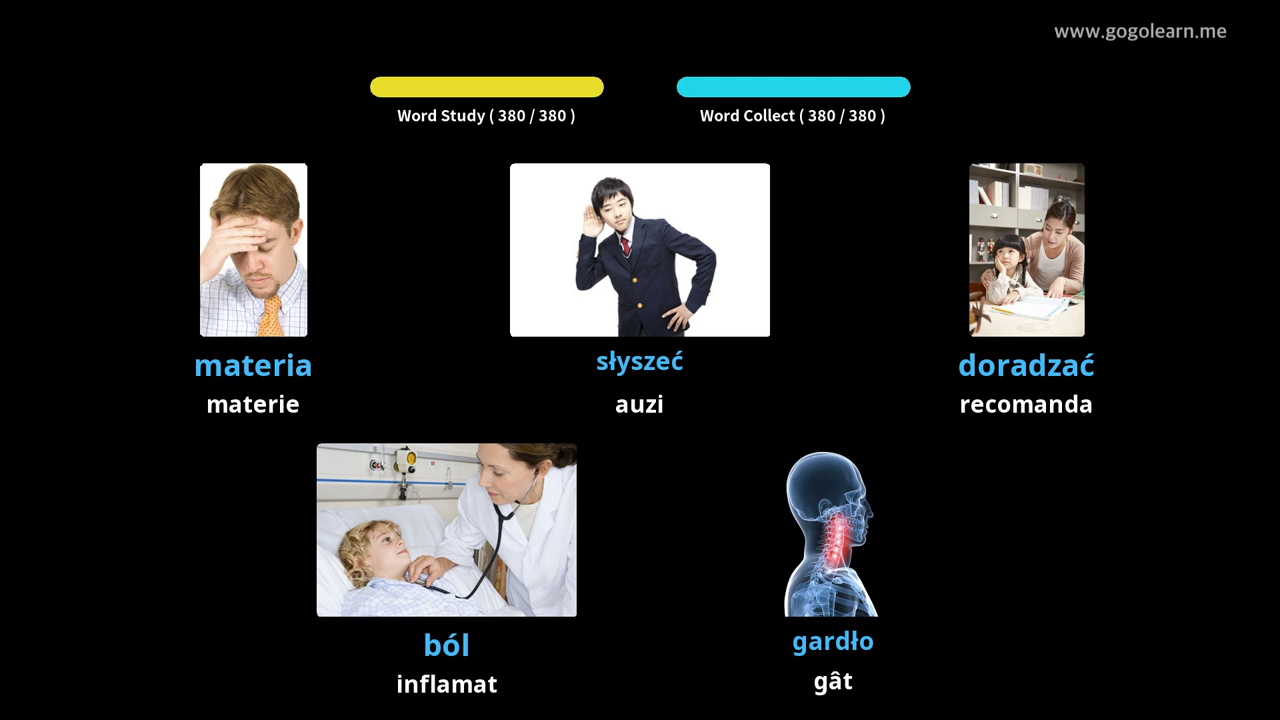 www.gogolearn.me
Word Study ( 380 / 380 )
Word Collect ( 380 / 380 )
materia
materie
słyszeć
auzi
doradzać
recomanda
ból
inflamat
gardło
gât